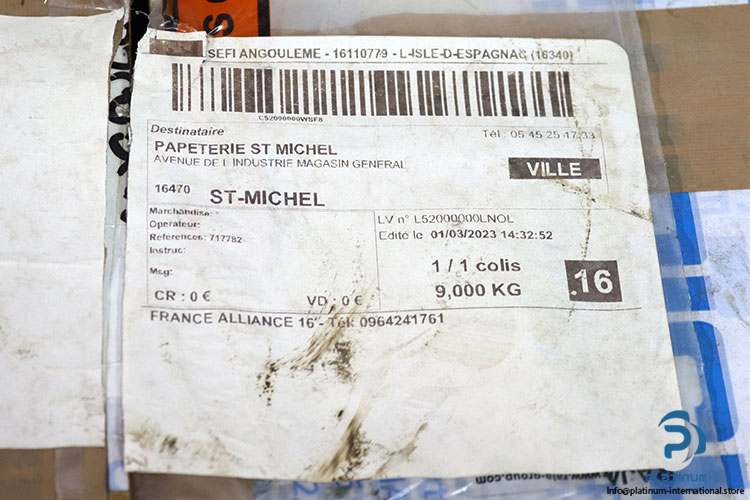 SEFI ANGOULEME - 16110779 - L-ISLE-D-ESPAGNAC (16340)
C52000000WSF8
Destinataire
Tél : 05 45 25 17 33
PAPETERIE ST MICHEL
AVENUE DE L INDUSTRIE MAGASIN GENERAL
VILLE
16470 ST-MICHEL
Marchandise:
Operateur:
References: 717782
Instruc:
Msg:
CR : 0 € VD : 0 €
LV n° L52000000LNOL
Edité le 01/03/2023 14:32:52
1 / 1 colis
9,000 KG
.16
FRANCE ALLIANCE 16 - Tél: 0964241761
PLATINUM
info@platinum-international.store